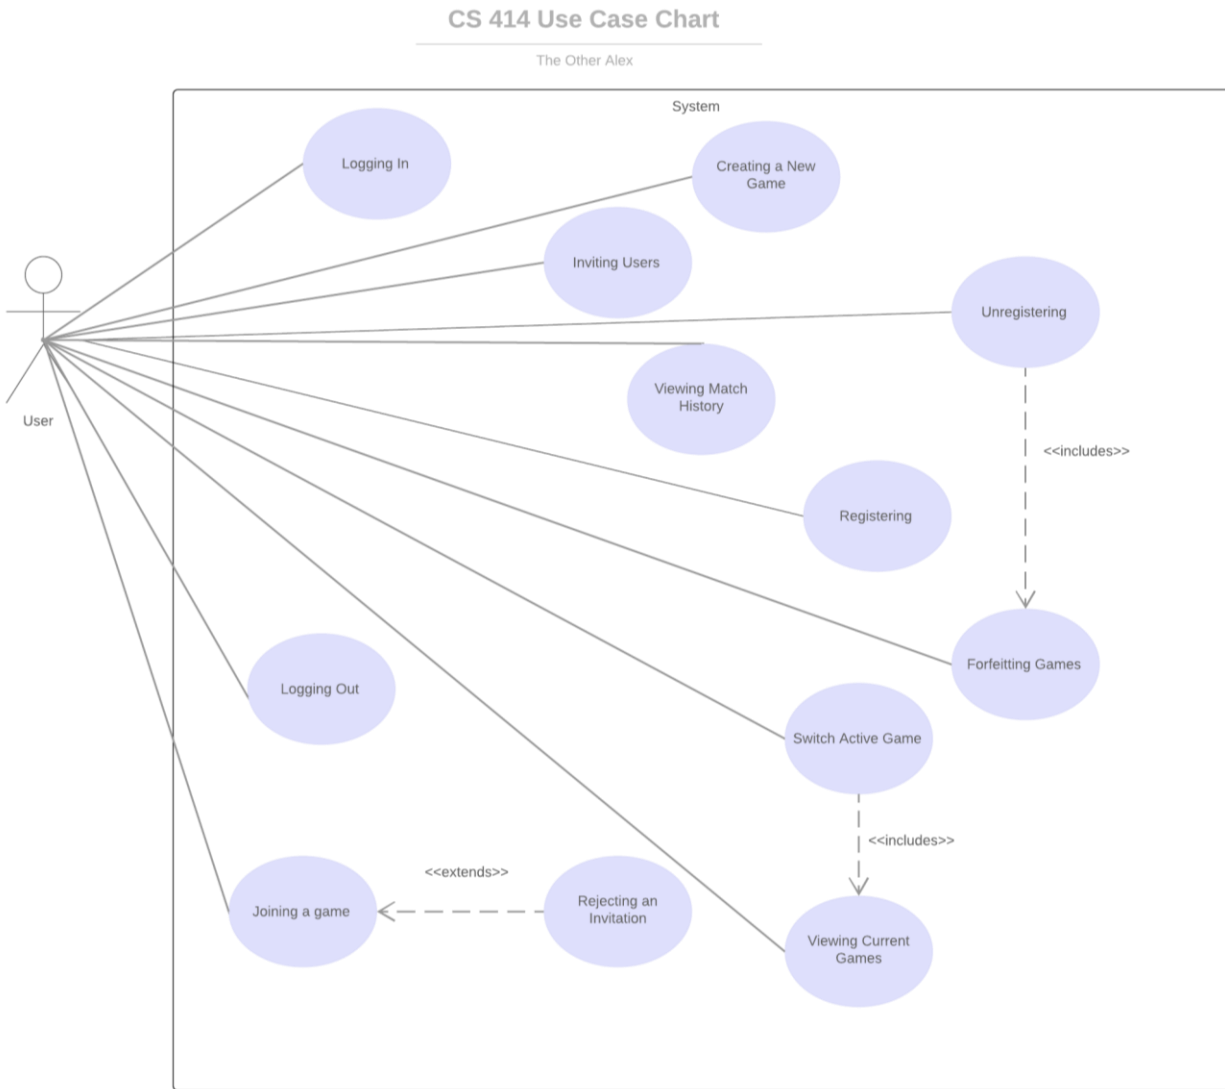 CS 414 Use Case Chart
The Other Alex
System
Logging In
Creating a New
Game
Inviting Users
Unregistering
Viewing Match
History
User
<<includes>>
Registering
Forfeitting Games
Logging Out
Switch Active Game
<<includes>>
<<extends>>
Joining a game
Rejecting an
Invitation
Viewing Current
Games